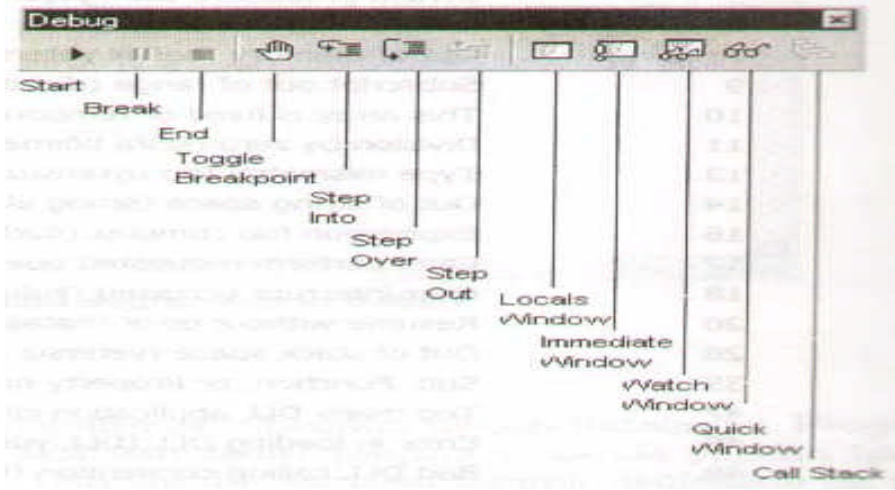 Debug
Start
Break
End
Toggle
Breakpoint
Step
Into
Step
Over
Step
Out
Locals
Window
Immediate
Window
Watch
Window
Quick
Window
Call Stack